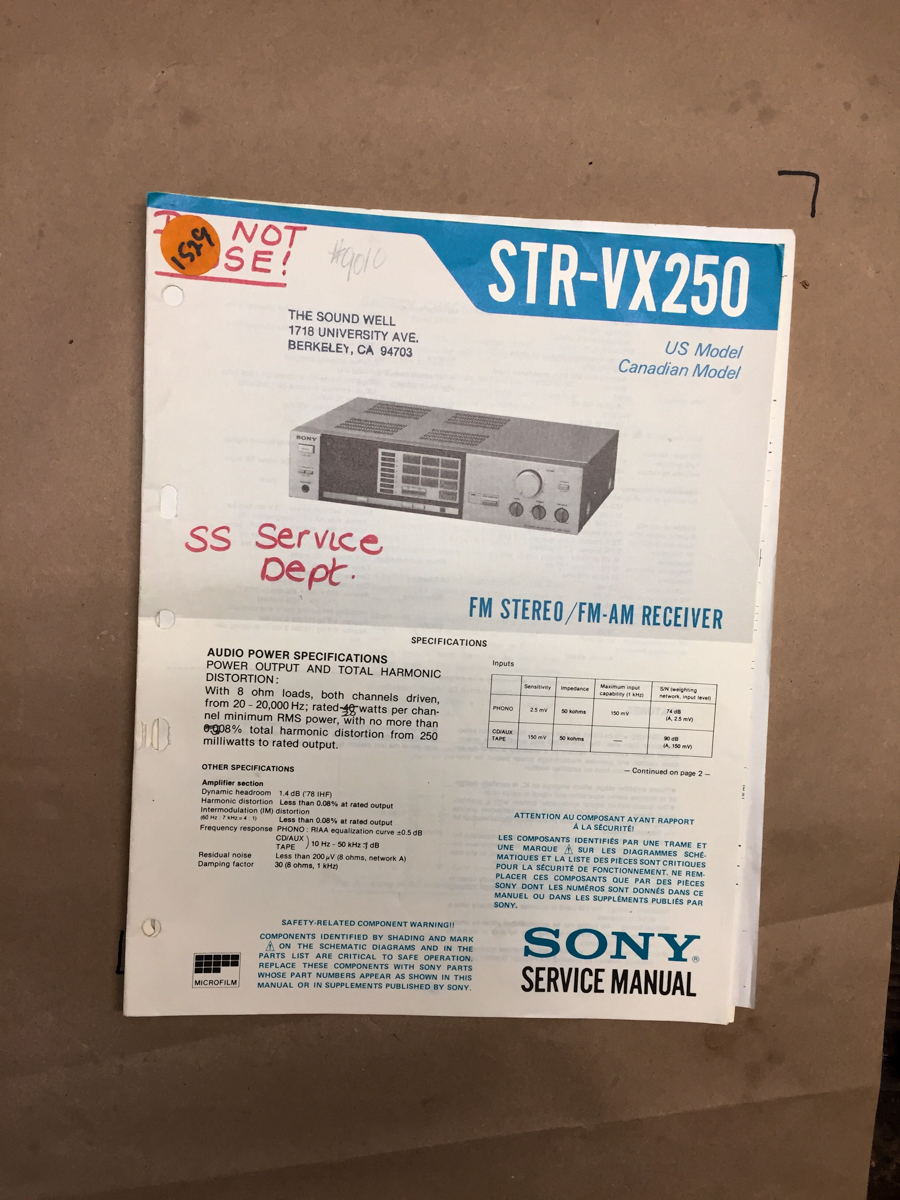 NOT
SE!
1529
#9010
STR-VX250
THE SOUND WELL
1718 UNIVERSITY AVE.
BERKELEY, CA 94703
US Model
Canadian Model
SONY
SS Service
Dept.
FM STEREO/FM-AM RECEIVER
SPECIFICATIONS
AUDIO POWER SPECIFICATIONS
POWER OUTPUT AND TOTAL HARMONIC
DISTORTION:
With 8 ohm loads, both channels driven,
from 20 - 20,000 Hz; rated watts per chan-
nel minimum RMS power, with no more than
0.008% total harmonic distortion from 250
milliwatts to rated output.
OTHER SPECIFICATIONS
Amplifier section
Dynamic headroom 1.4 dB ('78 IHF)
Harmonic distortion Less than 0.08% at rated output
Intermodulation (IM) distortion
(60 Hz : 7 kHz = 4 : 1) Less than 0.08% at rated output
Frequency response PHONO : RIAA equalization curve ±0.5 dB
CD/AUX
TAPE ) 10 Hz - 50 kHz dB
Residual noise Less than 200 µV (8 ohms, network A)
Damping factor 30 (8 ohms, 1 kHz)
Inputs
Sensitivity Impedance Maximum input capability (1 kHz) S/N (weighting network, input level)
PHONO 2.5 mV 50 kohms 150 mV 74 dB (A, 2.5 mV)
CD/AUX TAPE 150 mV 50 kohms — 90 dB (A, 150 mV)
— Continued on page 2 —
ATTENTION AU COMPOSANT AYANT RAPPORT
À LA SÉCURITÉ!
LES COMPOSANTS IDENTIFIÉS PAR UNE TRAME ET
UNE MARQUE ⚠ SUR LES DIAGRAMMES SCHÉ-
MATIQUES ET LA LISTE DES PIÈCES SONT CRITIQUES
POUR LA SÉCURITÉ DE FONCTIONNEMENT. NE REM-
PLACER CES COMPOSANTS QUE PAR DES PIÈCES
SONY DONT LES NUMÉROS SONT DONNÉS DANS CE
MANUEL OU DANS LES SUPPLÉMENTS PUBLIÉS PAR
SONY.
SAFETY-RELATED COMPONENT WARNING!!
COMPONENTS IDENTIFIED BY SHADING AND MARK
⚠ ON THE SCHEMATIC DIAGRAMS AND IN THE
PARTS LIST ARE CRITICAL TO SAFE OPERATION.
REPLACE THESE COMPONENTS WITH SONY PARTS
WHOSE PART NUMBERS APPEAR AS SHOWN IN THIS
MANUAL OR IN SUPPLEMENTS PUBLISHED BY SONY.
MICROFILM
SONY®
SERVICE MANUAL